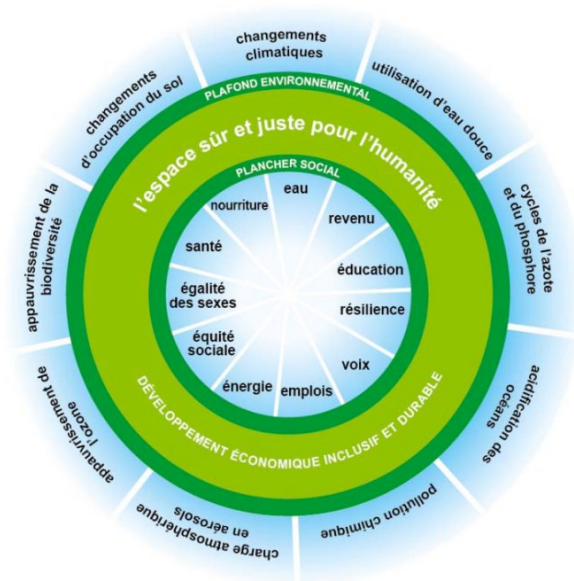 changements
climatiques
utilisation d'eau douce
cycles de l'azote
et du phosphore
acidification des
océans
pollution chimique
charge atmosphérique
en aérosols
appauvrissement de
l'ozone
appauvrissement de la
biodiversité
changements
d'occupation du sol
PLAFOND ENVIRONNEMENTAL
l'espace sûr et juste pour l'humanité
PLANCHER SOCIAL
eau
revenu
éducation
résilience
voix
emplois
énergie
équité
sociale
égalité
des sexes
santé
nourriture
DÉVELOPPEMENT ÉCONOMIQUE INCLUSIF ET DURABLE